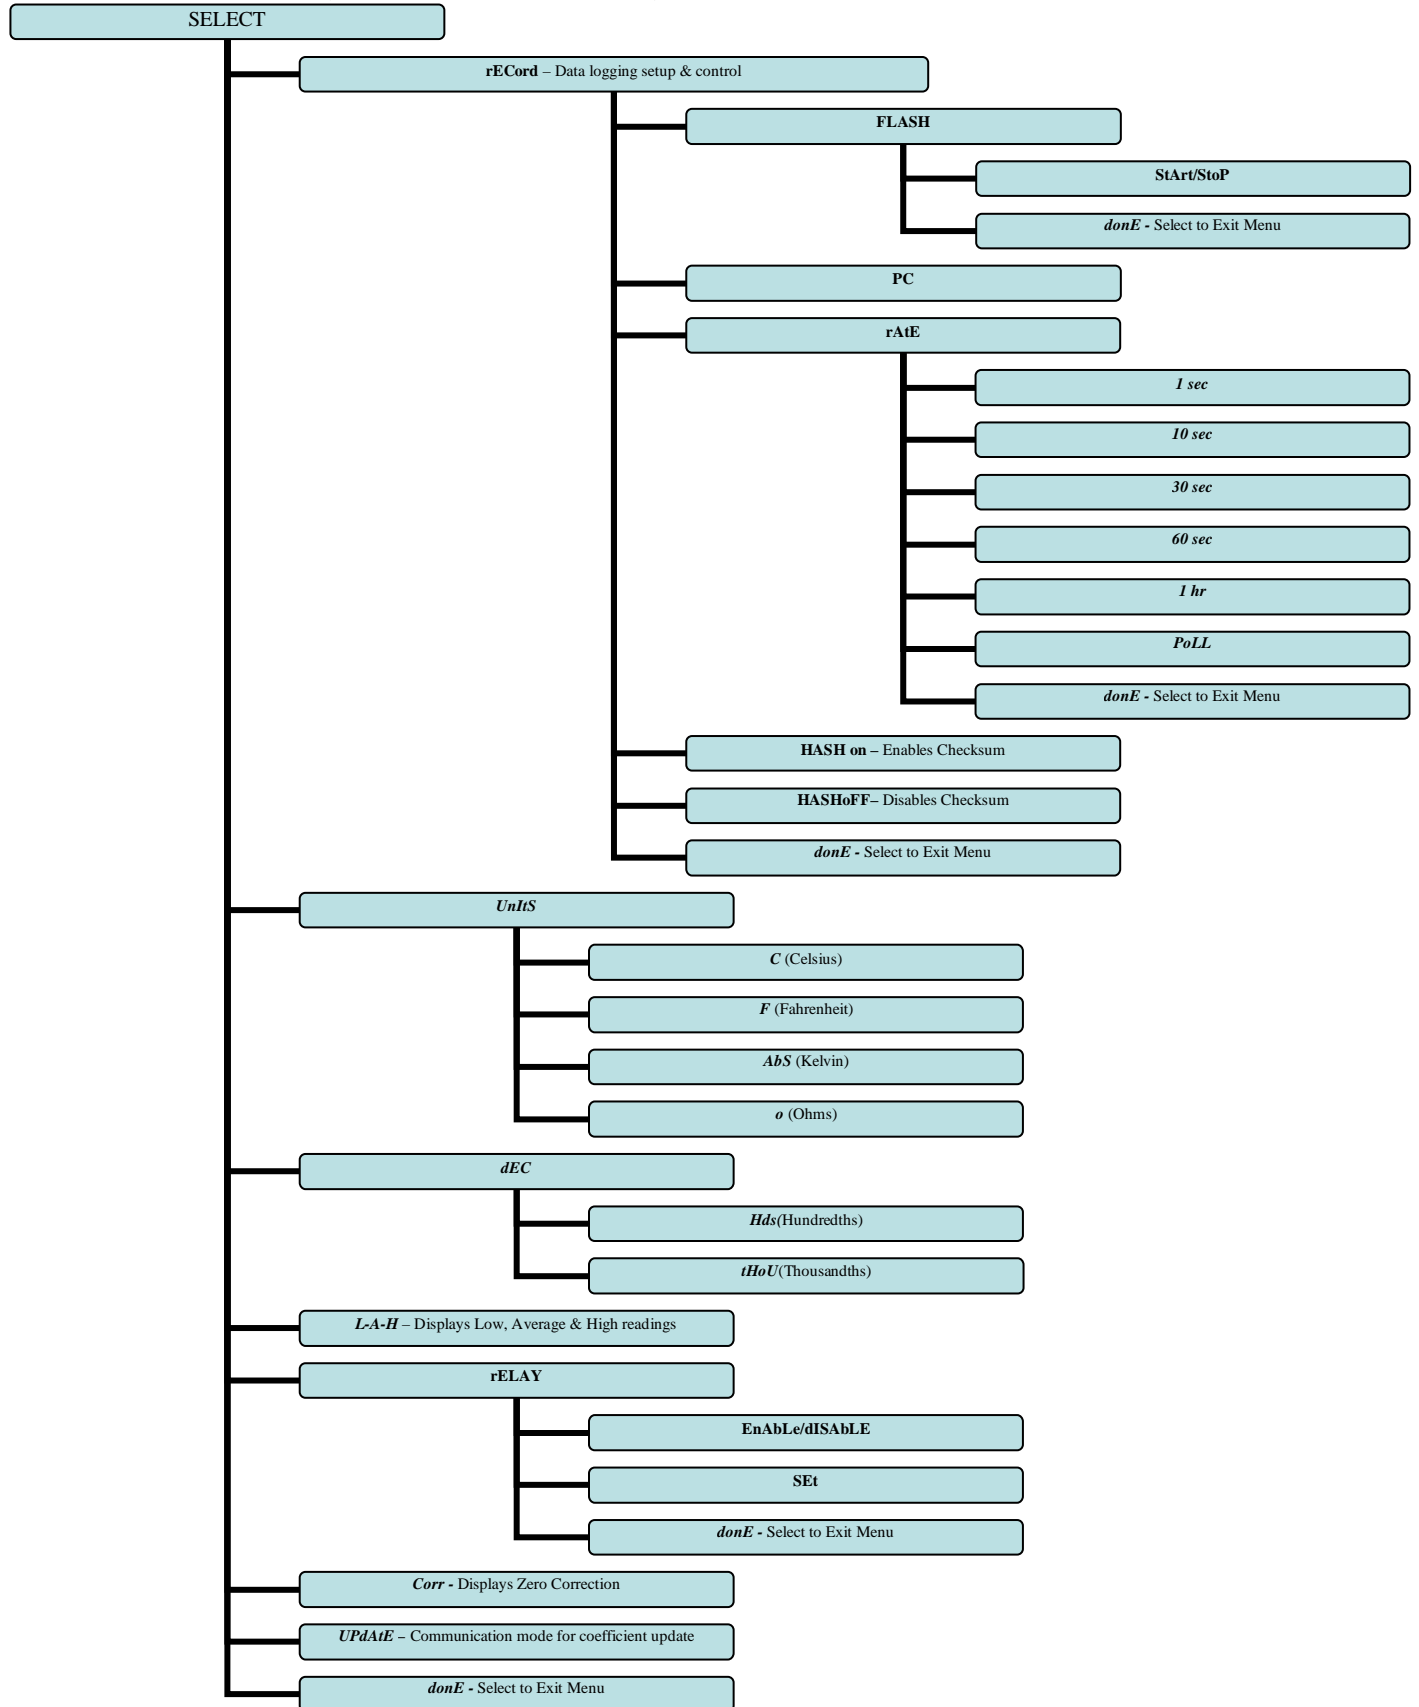 SELECT
rECord – Data logging setup & control
FLASH
StArt/StoP
donE - Select to Exit Menu
PC
rAtE
1 sec
10 sec
30 sec
60 sec
1 hr
PoLL
donE - Select to Exit Menu
HASH on – Enables Checksum
HASHoFF– Disables Checksum
donE - Select to Exit Menu
UnItS
C (Celsius)
F (Fahrenheit)
AbS (Kelvin)
o (Ohms)
dEC
Hds(Hundredths)
tHoU(Thousandths)
L-A-H – Displays Low, Average & High readings
rELAY
EnAbLe/dISAbLE
SEt
donE - Select to Exit Menu
Corr - Displays Zero Correction
UPdAtE – Communication mode for coefficient update
donE - Select to Exit Menu